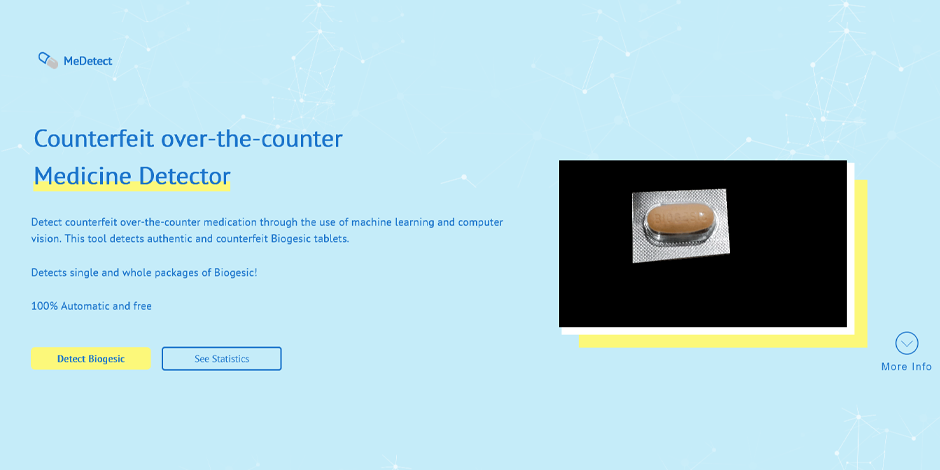 MeDetect
Counterfeit over-the-counter
Medicine Detector
Detect counterfeit over-the-counter medication through the use of machine learning and computer
vision. This tool detects authentic and counterfeit Biogesic tablets.
Detects single and whole packages of Biogesic!
100% Automatic and free
Detect Biogesic
See Statistics
More Info